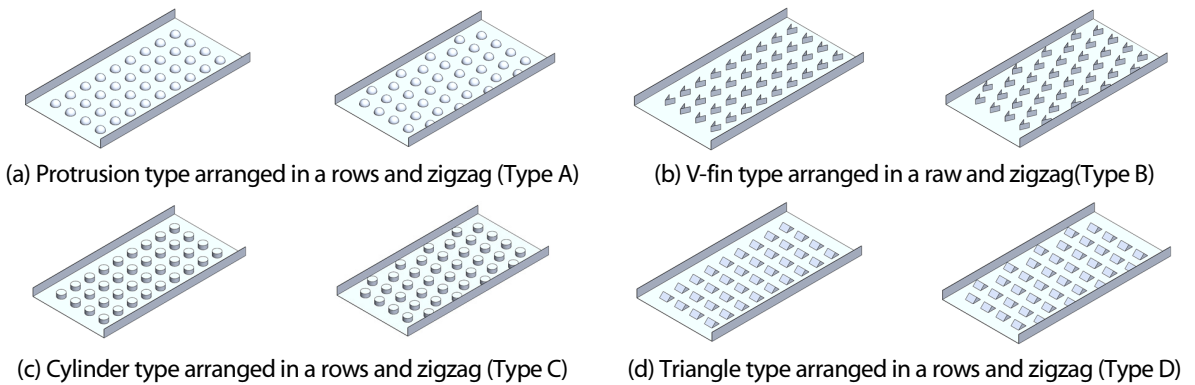 (a) Protrusion type arranged in a rows and zigzag (Type A)
(b) V-fin type arranged in a raw and zigzag(Type B)
(c) Cylinder type arranged in a rows and zigzag (Type C)
(d) Triangle type arranged in a rows and zigzag (Type D)